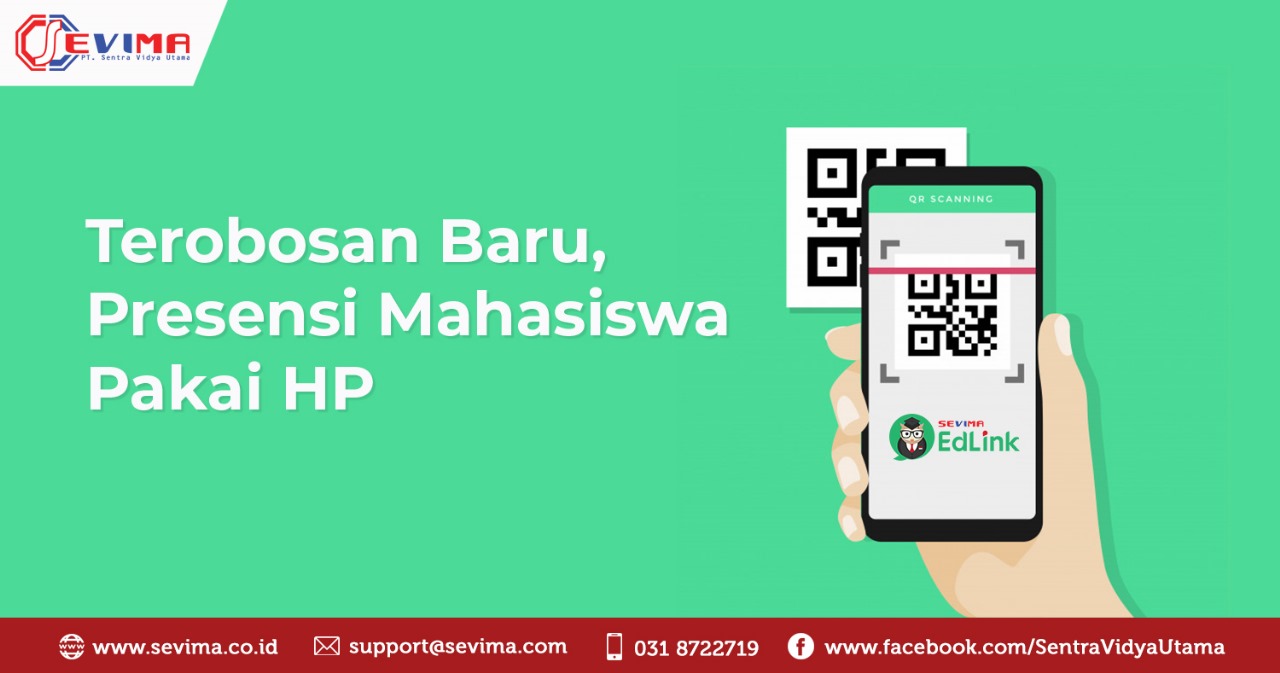 SEVIMA
PT. Sentra Vidya Utama
Terobosan Baru,
Presensi Mahasiswa
Pakai HP
QR SCANNING
SEVIMA
EdLink
www.sevima.co.id
support@sevima.com
031 8722719
www.facebook.com/SentraVidyaUtama